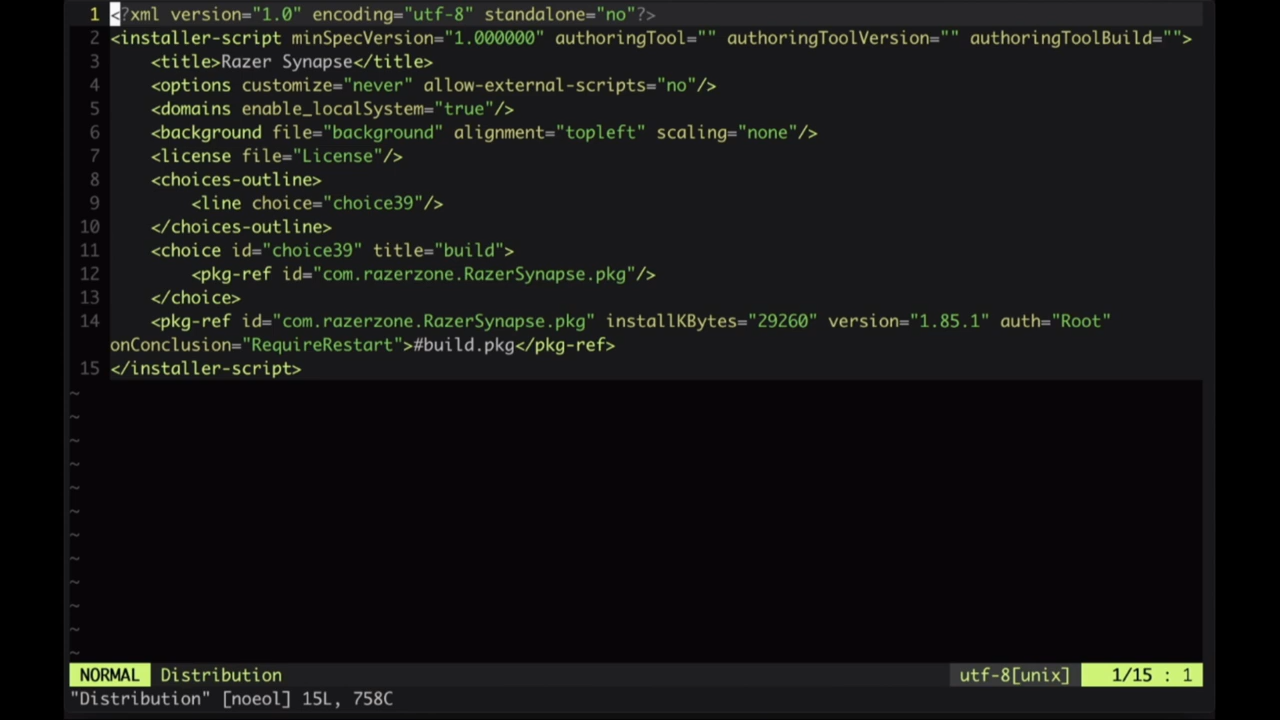 1 <?xml version="1.0" encoding="utf-8" standalone="no"?>
2 <installer-script minSpecVersion="1.000000" authoringTool="" authoringToolVersion="" authoringToolBuild="">
3     <title>Razer Synapse</title>
4     <options customize="never" allow-external-scripts="no"/>
5     <domains enable_localSystem="true"/>
6     <background file="background" alignment="topleft" scaling="none"/>
7     <license file="License"/>
8     <choices-outline>
9         <line choice="choice39"/>
10     </choices-outline>
11     <choice id="choice39" title="build">
12         <pkg-ref id="com.razerzone.RazerSynapse.pkg"/>
13     </choice>
14     <pkg-ref id="com.razerzone.RazerSynapse.pkg" installKBytes="29260" version="1.85.1" auth="Root"
onConclusion="RequireRestart">#build.pkg</pkg-ref>
15 </installer-script>
~
~
~
~
~
~
~
~
~
~
~
~
NORMAL Distribution utf-8[unix] 1/15 : 1
"Distribution" [noeol] 15L, 758C